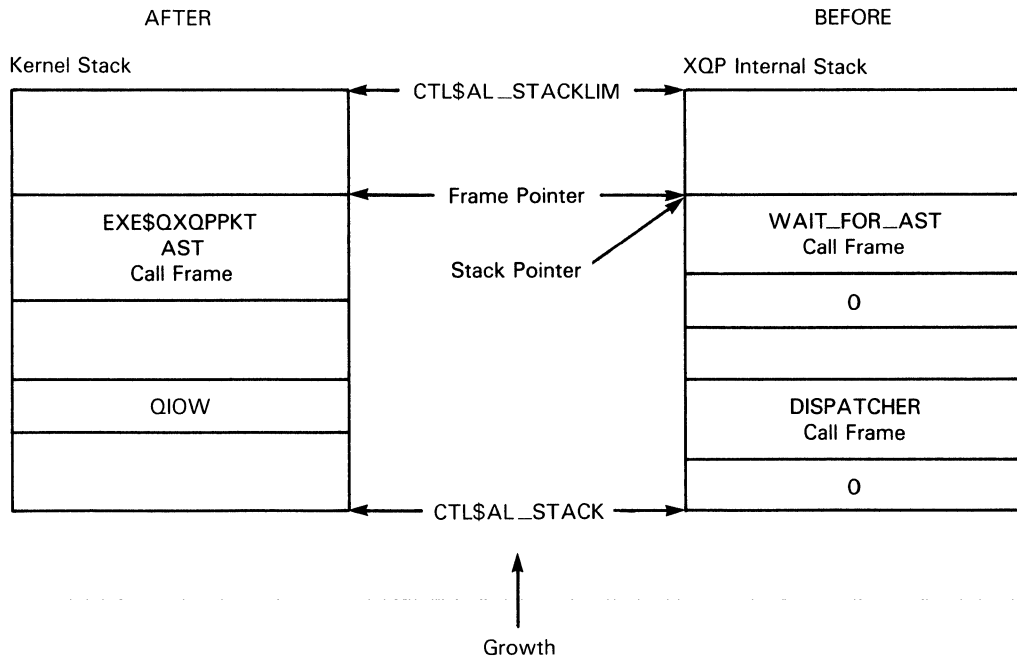 AFTER
BEFORE
Kernel Stack
XQP Internal Stack
CTL$AL_STACKLIM
Frame Pointer
EXE$QXQPPKT
AST
Call Frame
Stack Pointer
WAIT_FOR_AST
Call Frame
0
QIOW
DISPATCHER
Call Frame
0
CTL$AL_STACK
Growth